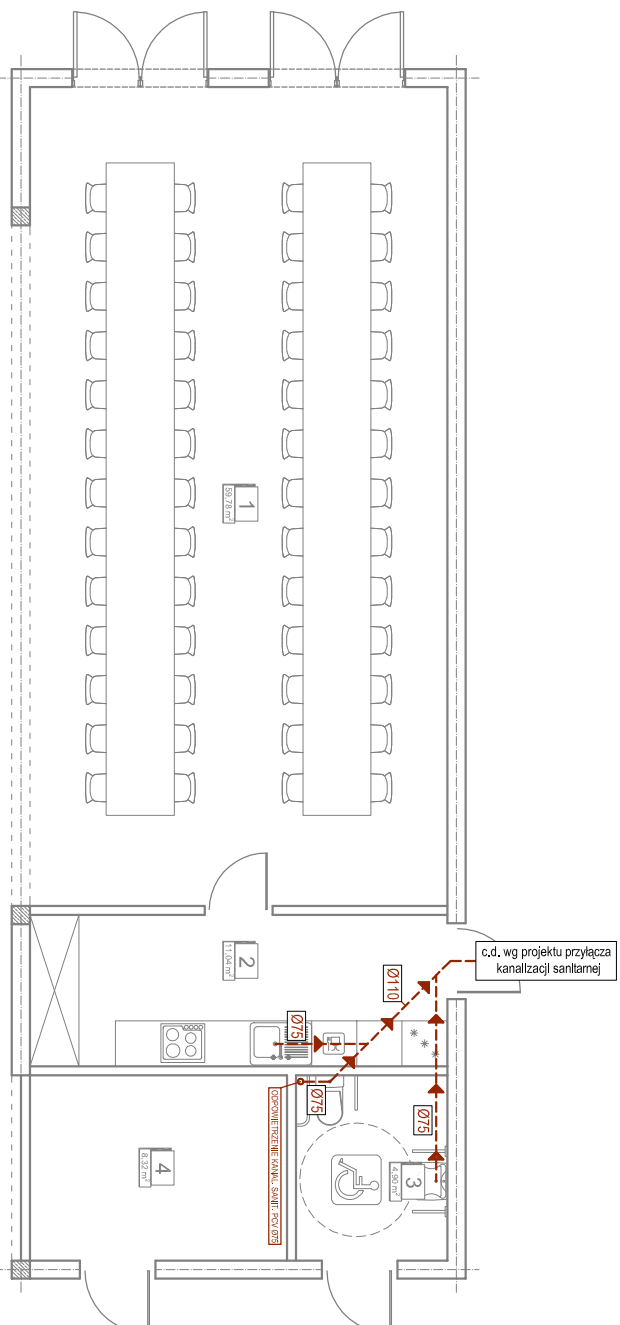 1
59,78 m²
2
11,04 m²
c.d. wg projektu przyłącza
kanalizacji sanitarnej
Ø110
Ø75
Ø75
Ø75
ODPOWIETRZENIE KANAL. SANIT. PCV Ø75
3
4,90 m²
4
8,32 m²